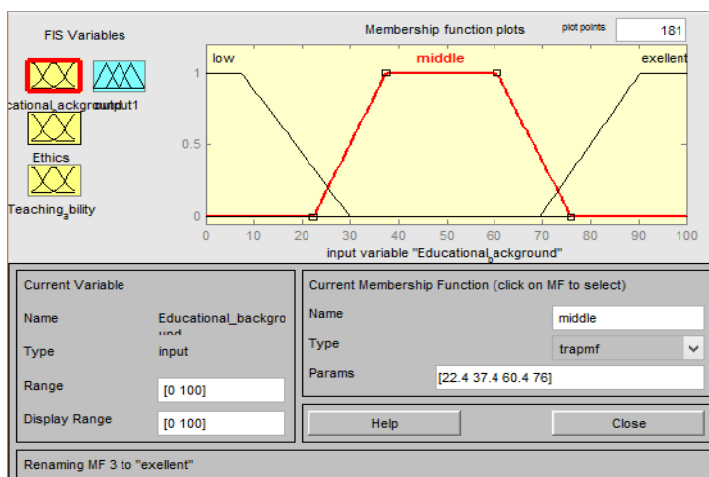 FIS Variables
Membership function plots
plot points:
181
cational_ackground
output1
Ethics
Teaching_ability
low
middle
exellent
1
0.5
0
0 10 20 30 40 50 60 70 80 90 100
input variable "Educational_background"
Current Variable
Name Educational_backgro
und
Type input
Range [0 100]
Display Range [0 100]
Current Membership Function (click on MF to select)
Name middle
Type trapmf
Params [22.4 37.4 60.4 76]
Help Close
Renaming MF 3 to "exellent"